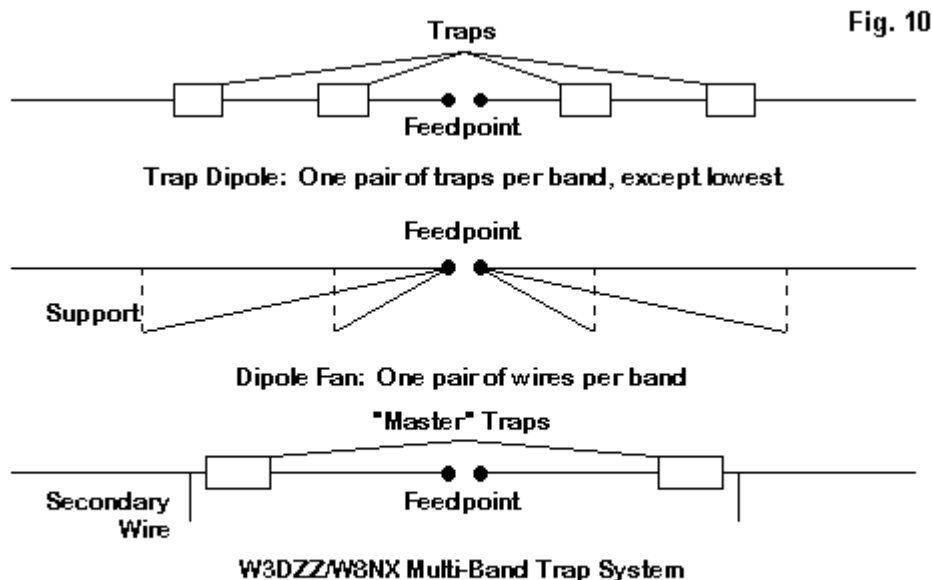 Fig. 10
Traps
Feedpoint
Trap Dipole: One pair of traps per band, except lowest
Feedpoint
Support
Dipole Fan: One pair of wires per band
"Master" Traps
Secondary
Wire
Feedpoint
W3DZZ/W8NX Multi-Band Trap System